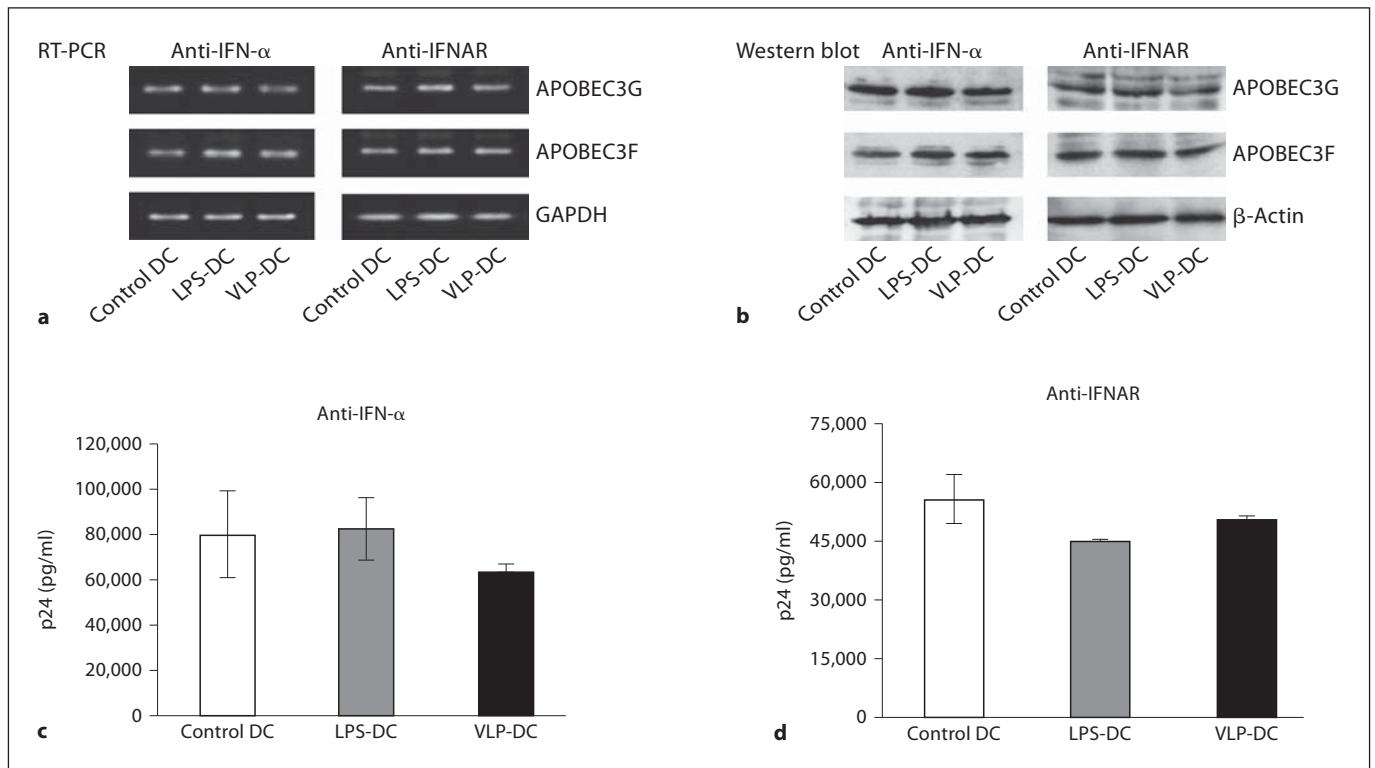 RT-PCR Anti-IFN-α Anti-IFNAR
APOBEC3G
APOBEC3F
GAPDH
Control DC LPS-DC VLP-DC Control DC LPS-DC VLP-DC
a
Western blot Anti-IFN-α Anti-IFNAR
APOBEC3G
APOBEC3F
β-Actin
Control DC LPS-DC VLP-DC Control DC LPS-DC VLP-DC
b
Anti-IFN-α
p24 (pg/ml)
120,000
100,000
80,000
60,000
40,000
20,000
0
Control DC LPS-DC VLP-DC
c
Anti-IFNAR
p24 (pg/ml)
75,000
60,000
45,000
30,000
15,000
0
Control DC LPS-DC VLP-DC
d